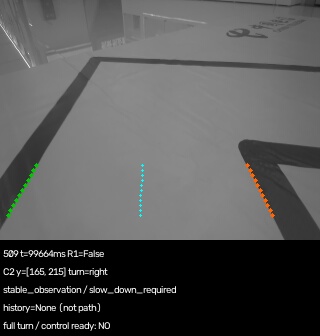 509 t=99664ms R1=False
C2 y=[165, 215] turn=right
stable_observation / slow_down_required
history=None (not path)
full turn / control ready: NO